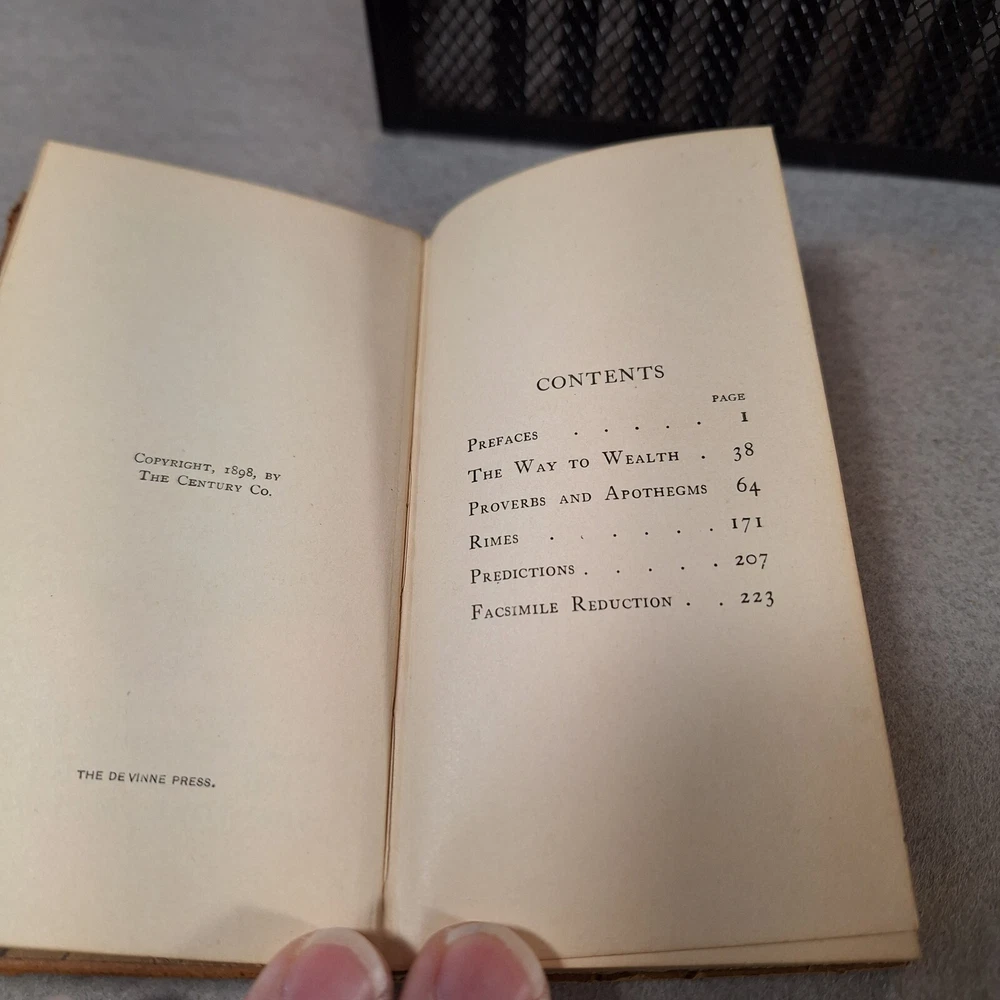 Copyright, 1898, by
The Century Co.
THE DE VINNE PRESS.
CONTENTS
PAGE
Prefaces . . . . . 1
The Way to Wealth . 38
Proverbs and Apothegms 64
Rimes . . . . . . 171
Predictions . . . . . 207
Facsimile Reduction . . 223